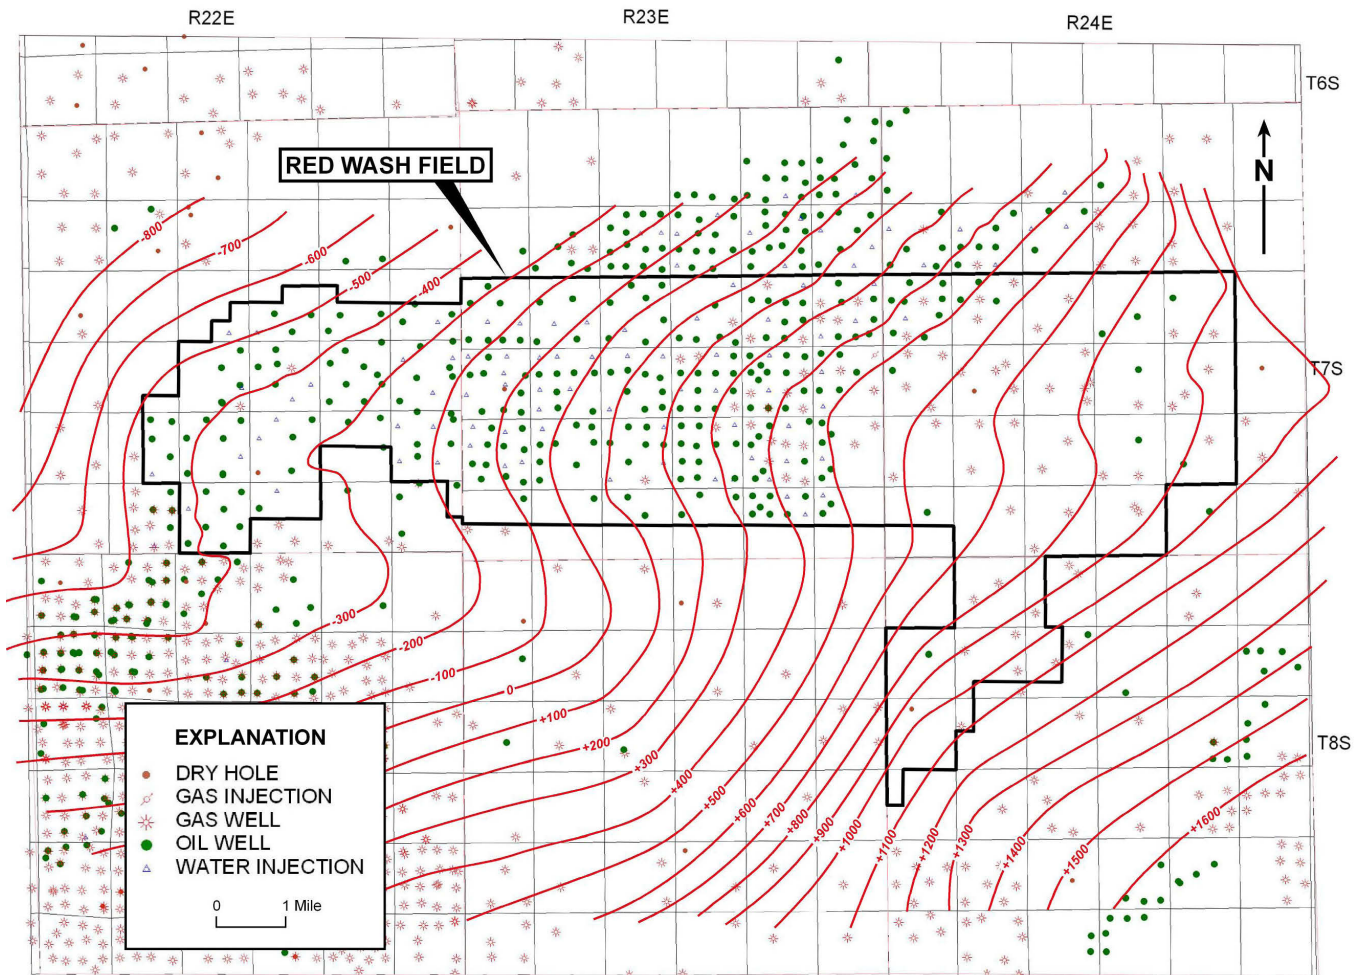 R22E
R23E
R24E
T6S
RED WASH FIELD
N
-800
-700
-600
-500
-400
T7S
-300
-200
-100
0
+100
+200
+300
+400
+500
+600
+700
+800
+900
+1000
+1100
+1200
+1300
+1400
+1500
+1600
T8S
EXPLANATION
DRY HOLE
GAS INJECTION
GAS WELL
OIL WELL
WATER INJECTION
0 1 Mile